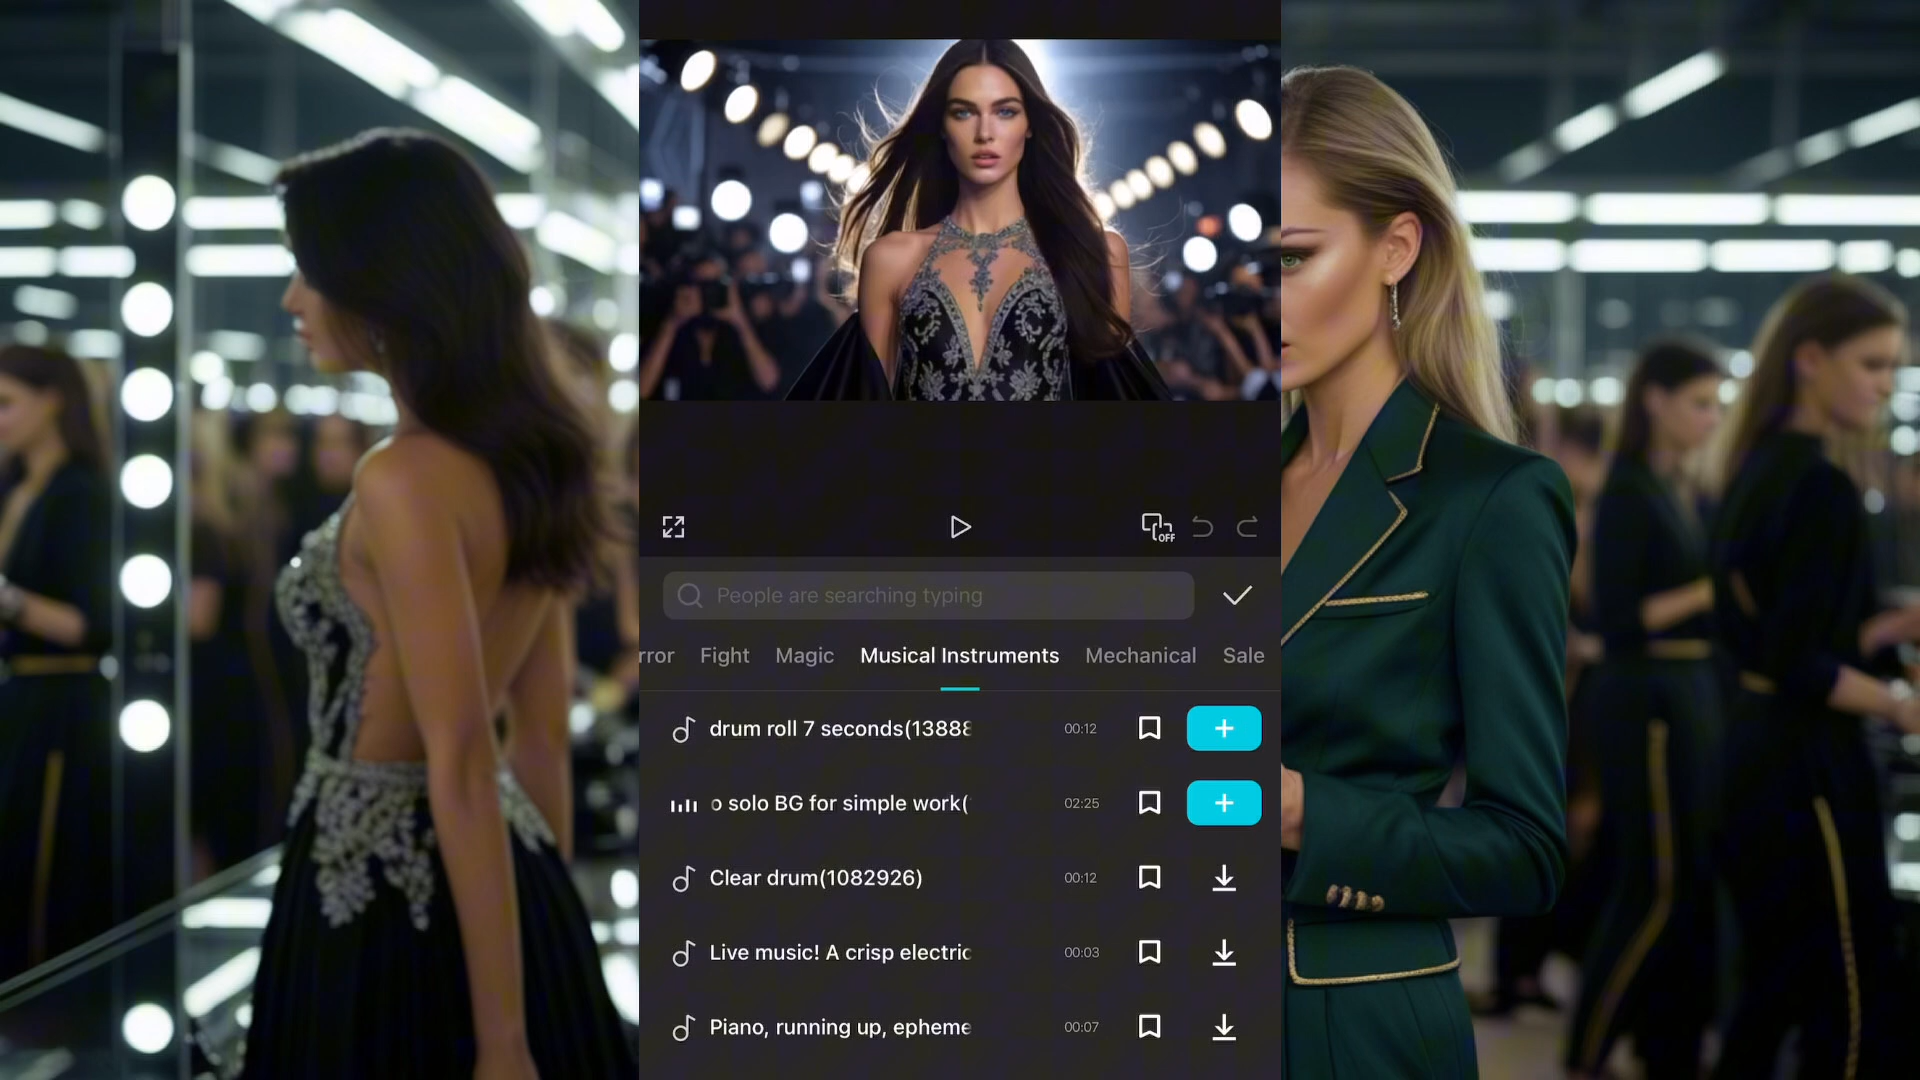 OFF
People are searching typing
rror Fight Magic Musical Instruments Mechanical Sale
drum roll 7 seconds(13888 00:12
o solo BG for simple work( 02:25
Clear drum(1082926) 00:12
Live music! A crisp electric 00:03
Piano, running up, epheme 00:07